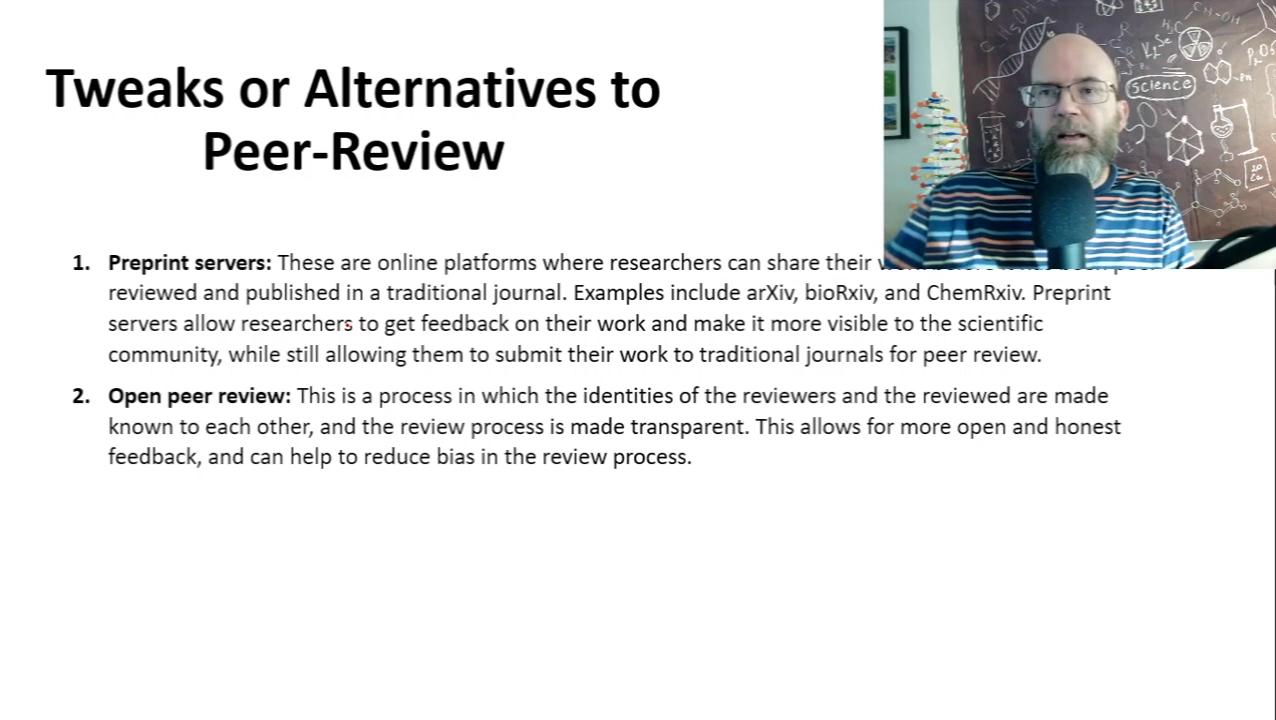 Tweaks or Alternatives to
Peer-Review
1. Preprint servers: These are online platforms where researchers can share their
reviewed and published in a traditional journal. Examples include arXiv, bioRxiv, and ChemRxiv. Preprint
servers allow researchers to get feedback on their work and make it more visible to the scientific
community, while still allowing them to submit their work to traditional journals for peer review.
2. Open peer review: This is a process in which the identities of the reviewers and the reviewed are made
known to each other, and the review process is made transparent. This allows for more open and honest
feedback, and can help to reduce bias in the review process.
Science